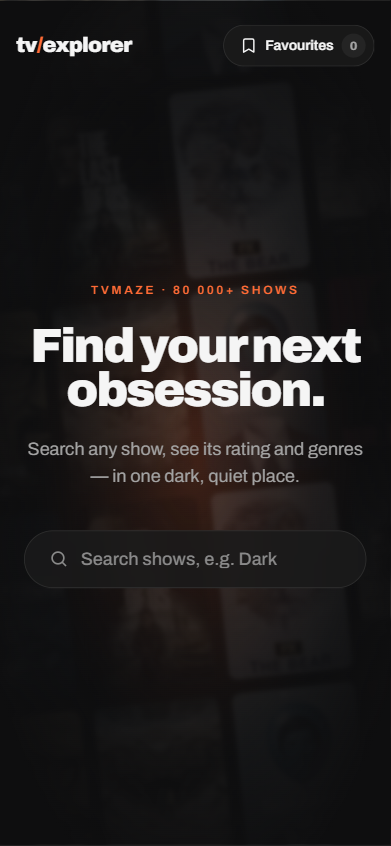 tv/explorer
Favourites 0
TVMAZE · 80 000+ SHOWS
Find your next
obsession.
Search any show, see its rating and genres
— in one dark, quiet place.
Search shows, e.g. Dark